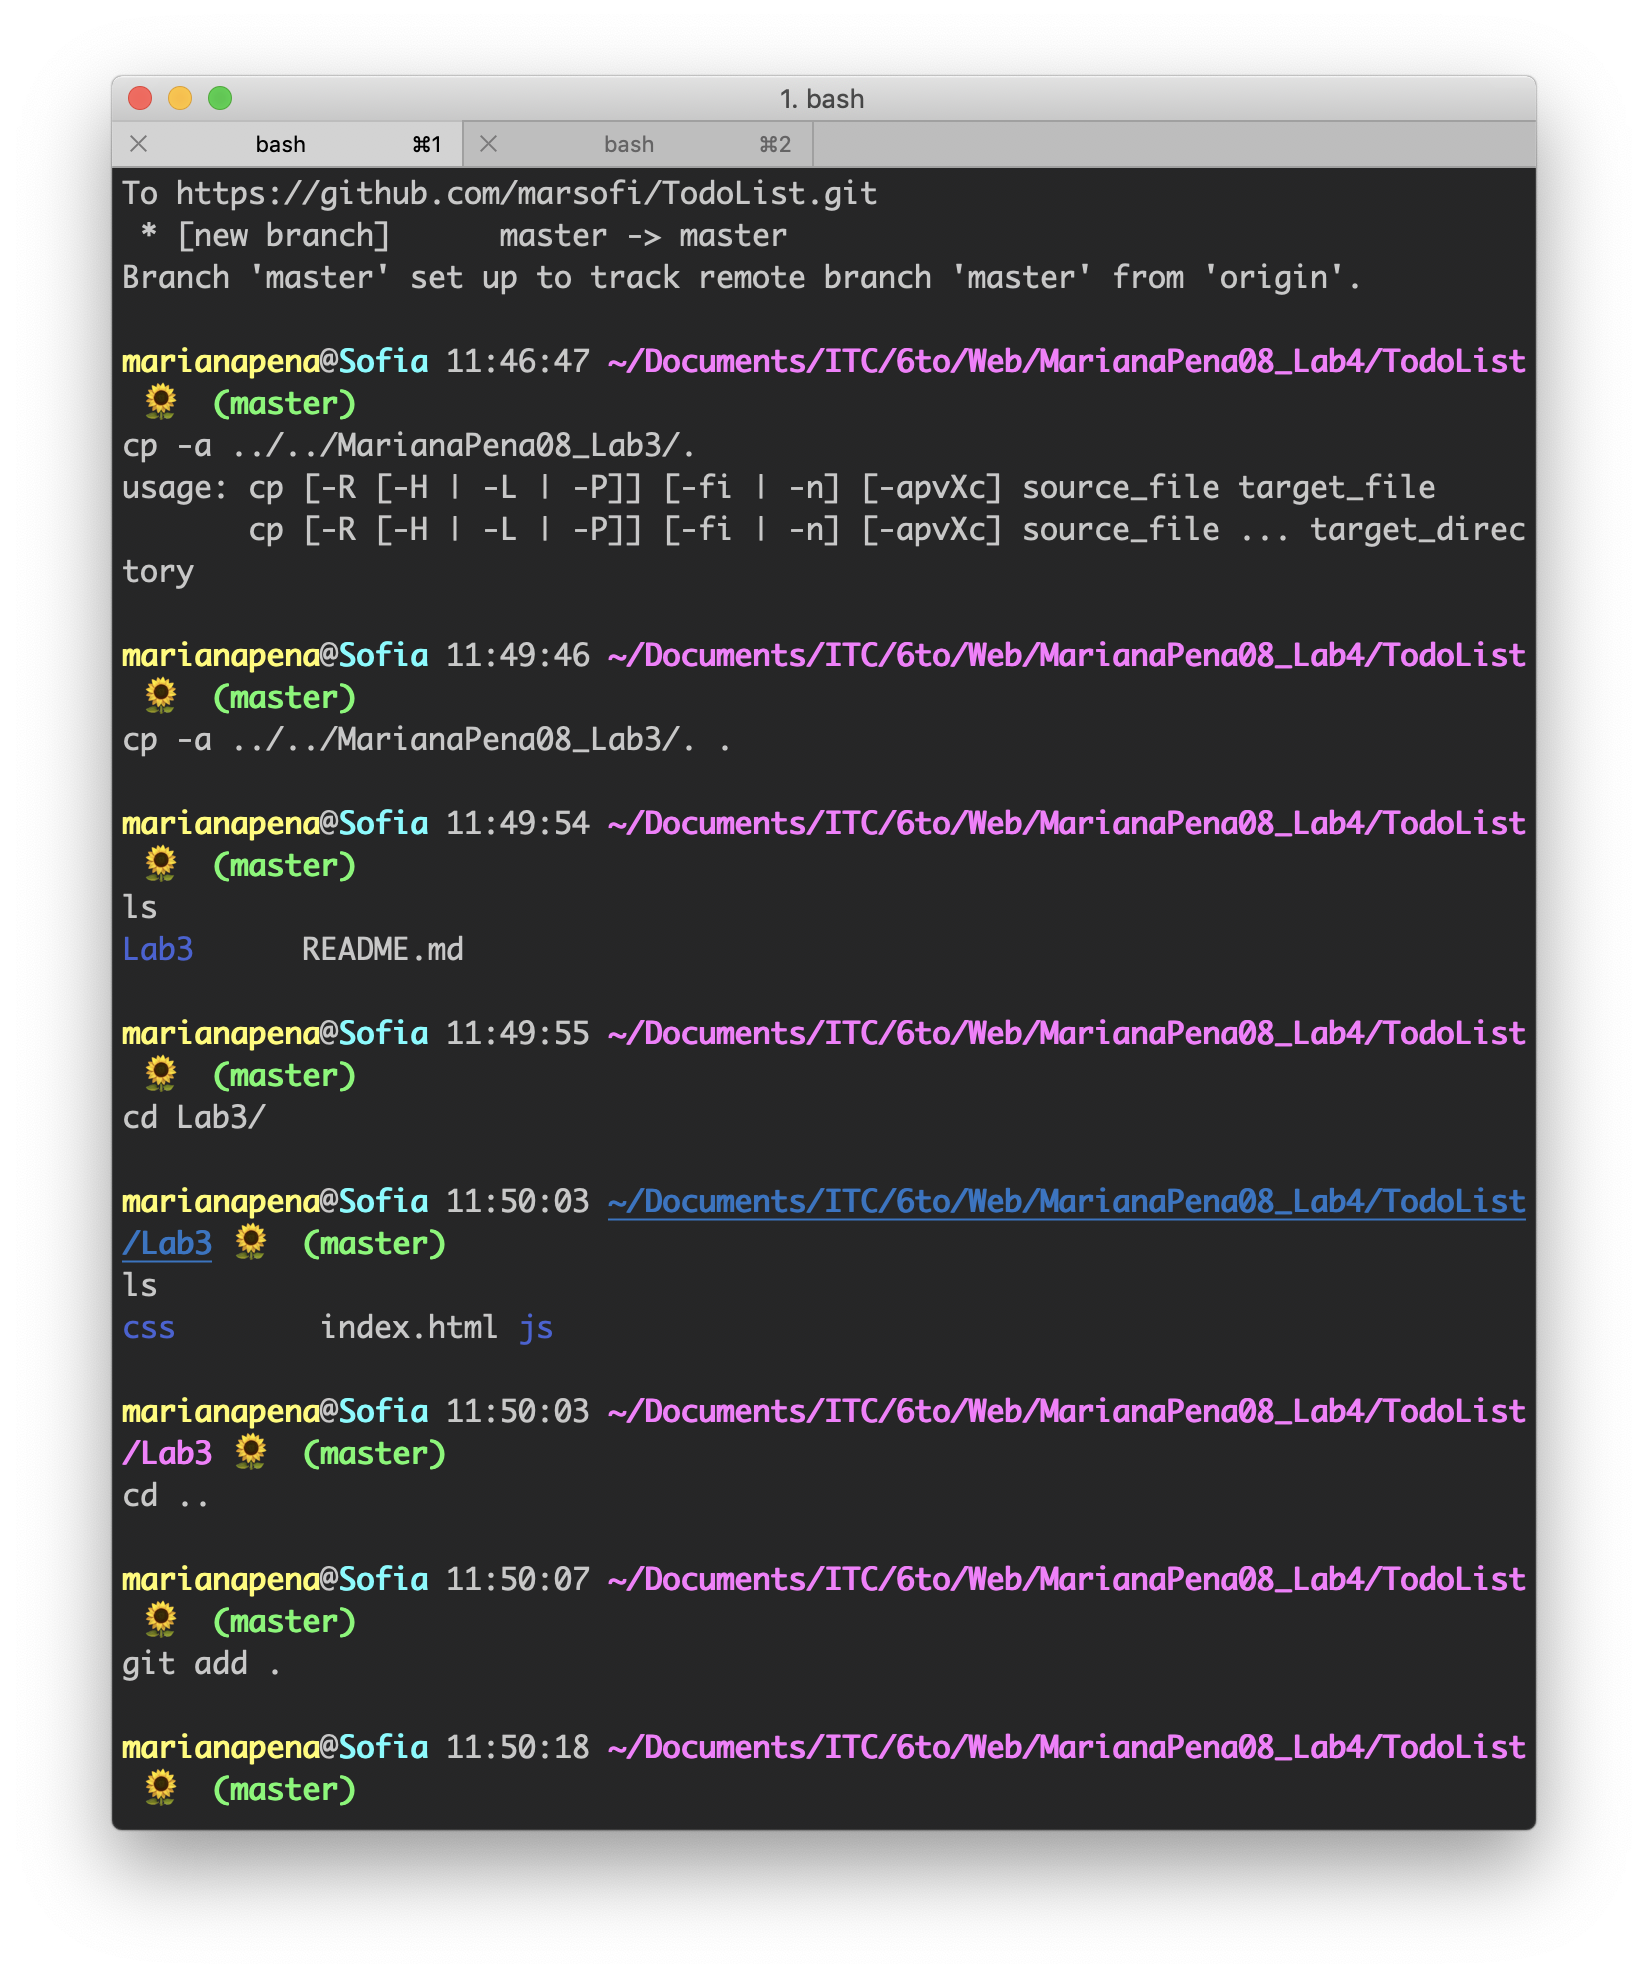 1. bash
bash ⌘1 bash ⌘2
To https://github.com/marsofi/TodoList.git
 * [new branch]      master -> master
Branch 'master' set up to track remote branch 'master' from 'origin'.
marianapena@Sofia 11:46:47 ~/Documents/ITC/6to/Web/MarianaPena08_Lab4/TodoList
🌻 (master)
cp -a ../../MarianaPena08_Lab3/.
usage: cp [-R [-H | -L | -P]] [-fi | -n] [-apvXc] source_file target_file
       cp [-R [-H | -L | -P]] [-fi | -n] [-apvXc] source_file ... target_direc
tory
marianapena@Sofia 11:49:46 ~/Documents/ITC/6to/Web/MarianaPena08_Lab4/TodoList
🌻 (master)
cp -a ../../MarianaPena08_Lab3/. .
marianapena@Sofia 11:49:54 ~/Documents/ITC/6to/Web/MarianaPena08_Lab4/TodoList
🌻 (master)
ls
Lab3      README.md
marianapena@Sofia 11:49:55 ~/Documents/ITC/6to/Web/MarianaPena08_Lab4/TodoList
🌻 (master)
cd Lab3/
marianapena@Sofia 11:50:03 ~/Documents/ITC/6to/Web/MarianaPena08_Lab4/TodoList
/Lab3 🌻 (master)
ls
css        index.html js
marianapena@Sofia 11:50:03 ~/Documents/ITC/6to/Web/MarianaPena08_Lab4/TodoList
/Lab3 🌻 (master)
cd ..
marianapena@Sofia 11:50:07 ~/Documents/ITC/6to/Web/MarianaPena08_Lab4/TodoList
🌻 (master)
git add .
marianapena@Sofia 11:50:18 ~/Documents/ITC/6to/Web/MarianaPena08_Lab4/TodoList
🌻 (master)